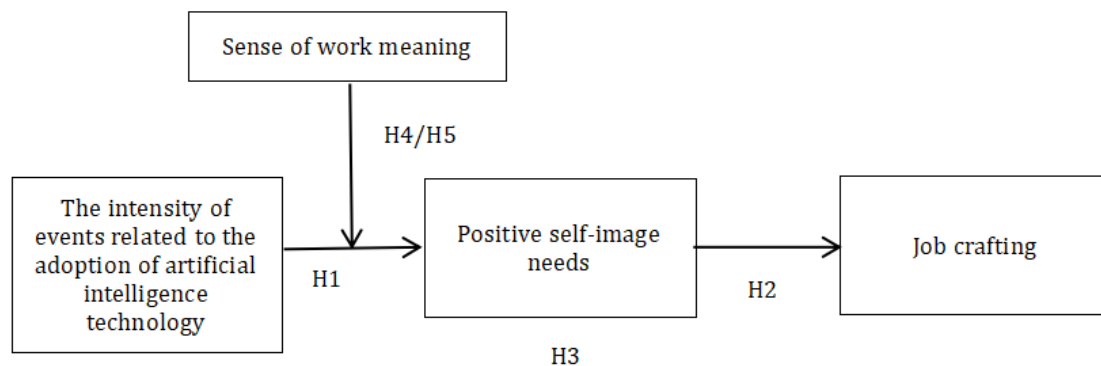 Sense of work meaning
H4/H5
The intensity of
events related to the
adoption of artificial
intelligence
technology
H1
Positive self-image
needs
H2
Job crafting
H3